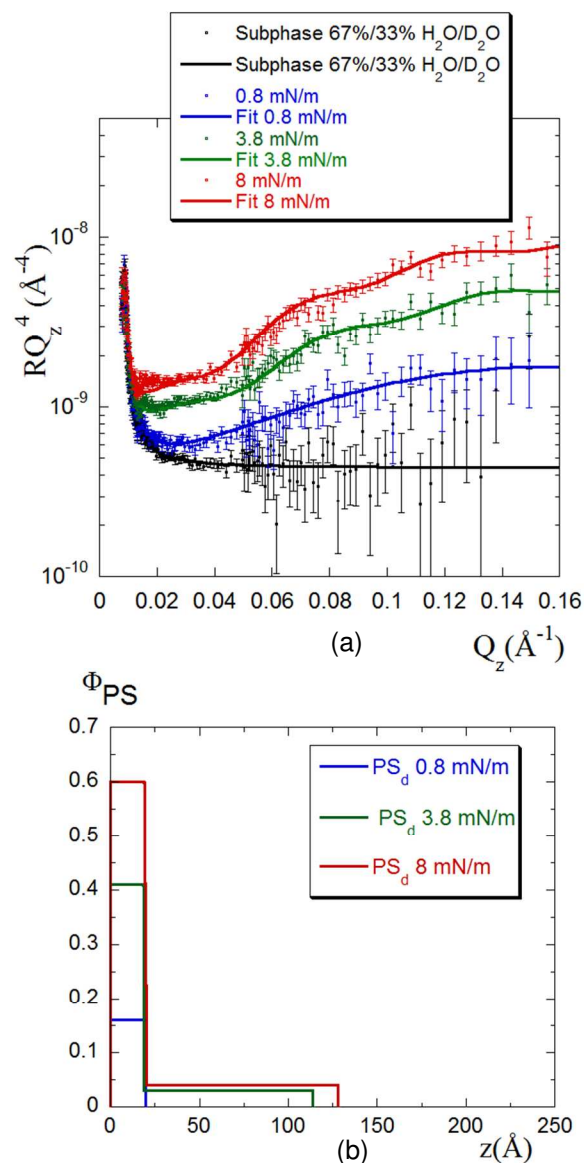 Subphase 67%/33% H₂O/D₂O
Subphase 67%/33% H₂O/D₂O
0.8 mN/m
Fit 0.8 mN/m
3.8 mN/m
Fit 3.8 mN/m
8 mN/m
Fit 8 mN/m
RQz⁴ (Å⁻⁴)
10⁻⁸
10⁻⁹
10⁻¹⁰
0 0.02 0.04 0.06 0.08 0.10 0.12 0.14 0.16
(a)
Qz(Å⁻¹)
ΦPS
0.7
0.6
0.5
0.4
0.3
0.2
0.1
0
PSd 0.8 mN/m
PSd 3.8 mN/m
PSd 8 mN/m
0 50 100 150 200 250
(b)
z(Å)